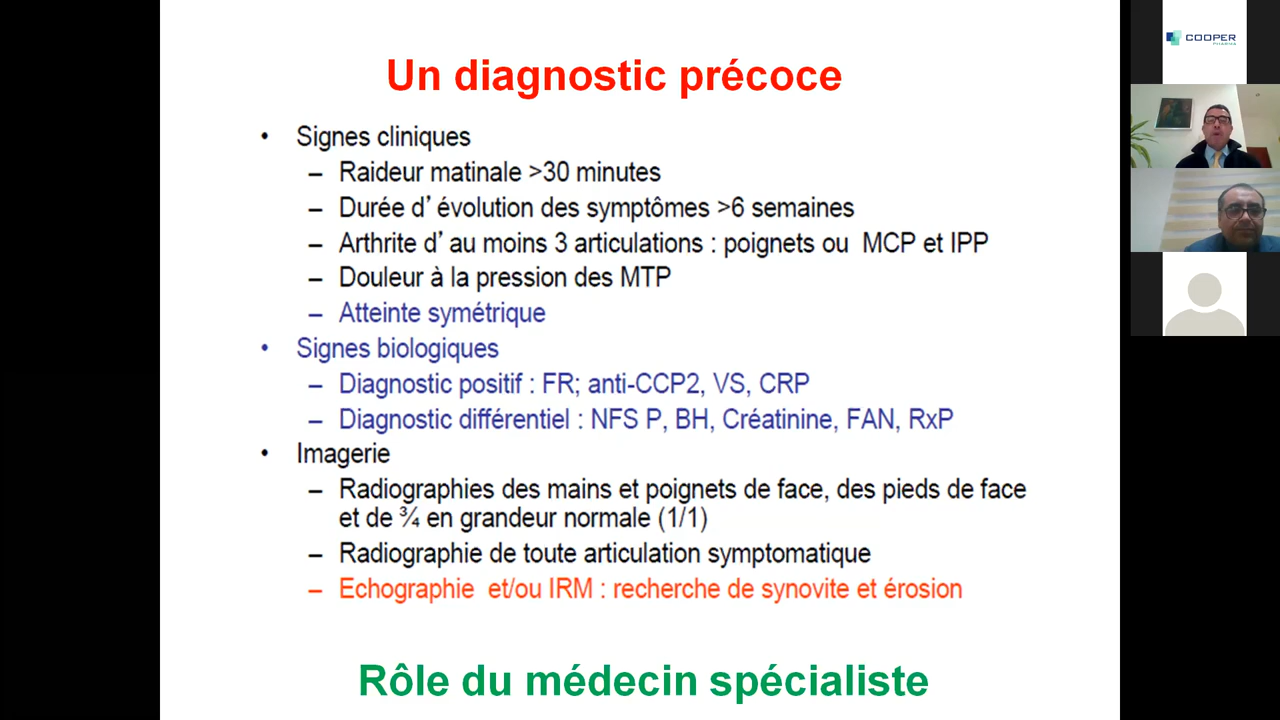 Un diagnostic précoce
• Signes cliniques
– Raideur matinale >30 minutes
– Durée d’ évolution des symptômes >6 semaines
– Arthrite d’ au moins 3 articulations : poignets ou MCP et IPP
– Douleur à la pression des MTP
– Atteinte symétrique
• Signes biologiques
– Diagnostic positif : FR; anti-CCP2, VS, CRP
– Diagnostic différentiel : NFS P, BH, Créatinine, FAN, RxP
• Imagerie
– Radiographies des mains et poignets de face, des pieds de face
et de ¾ en grandeur normale (1/1)
– Radiographie de toute articulation symptomatique
– Echographie et/ou IRM : recherche de synovite et érosion
Rôle du médecin spécialiste
COOPER
PHARMA